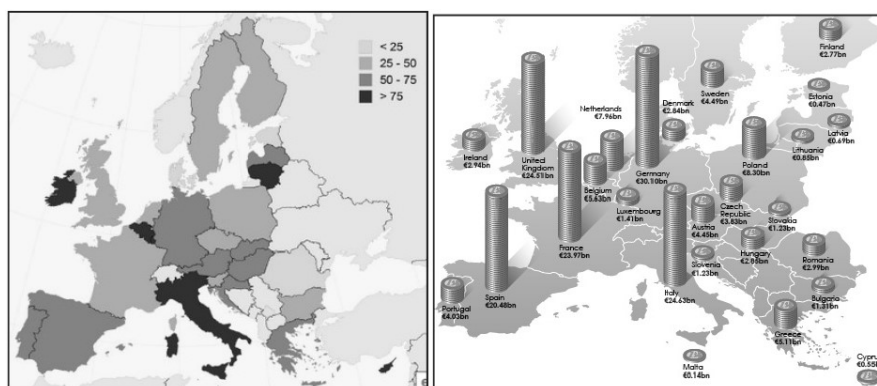 < 25
25 - 50
50 - 75
> 75
Finland
€2.77bn
Sweden
€4.49bn
Estonia
€0.47bn
Netherlands
€7.96bn
Denmark
€2.84bn
Latvia
€0.69bn
Lithuania
€0.85bn
Ireland
€2.94bn
United
Kingdom
€24.51bn
Germany
€30.10bn
Poland
€8.30bn
Belgium
€5.63bn
Luxembourg
€1.41bn
Czech
Republic
€3.83bn
Slovakia
€1.23bn
Austria
€4.45bn
France
€23.97bn
Hungary
Romania
€2.99bn
Slovenia
€1.23bn
Bulgaria
€1.31bn
Portugal
€4.03bn
Spain
€20.48bn
Italy
€24.63bn
Greece
€5.11bn
Malta
€0.14bn
Cyprus